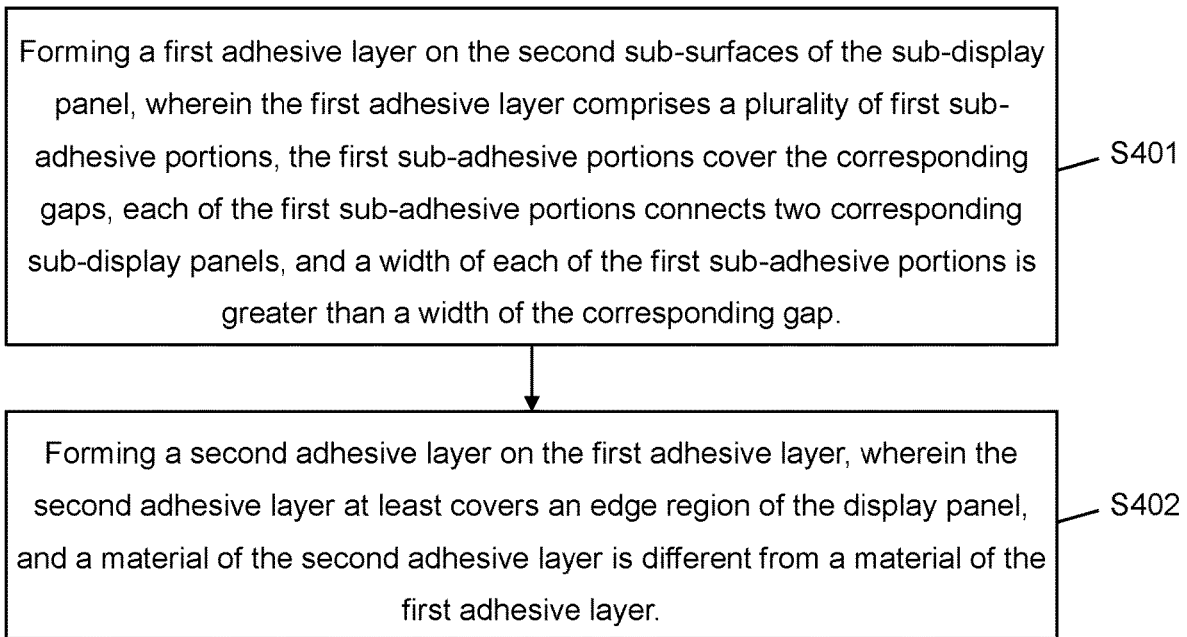 Forming a first adhesive layer on the second sub-surfaces of the sub-display
panel, wherein the first adhesive layer comprises a plurality of first sub-
adhesive portions, the first sub-adhesive portions cover the corresponding
gaps, each of the first sub-adhesive portions connects two corresponding
sub-display panels, and a width of each of the first sub-adhesive portions is
greater than a width of the corresponding gap.
S401
Forming a second adhesive layer on the first adhesive layer, wherein the
second adhesive layer at least covers an edge region of the display panel,
and a material of the second adhesive layer is different from a material of the
first adhesive layer.
S402